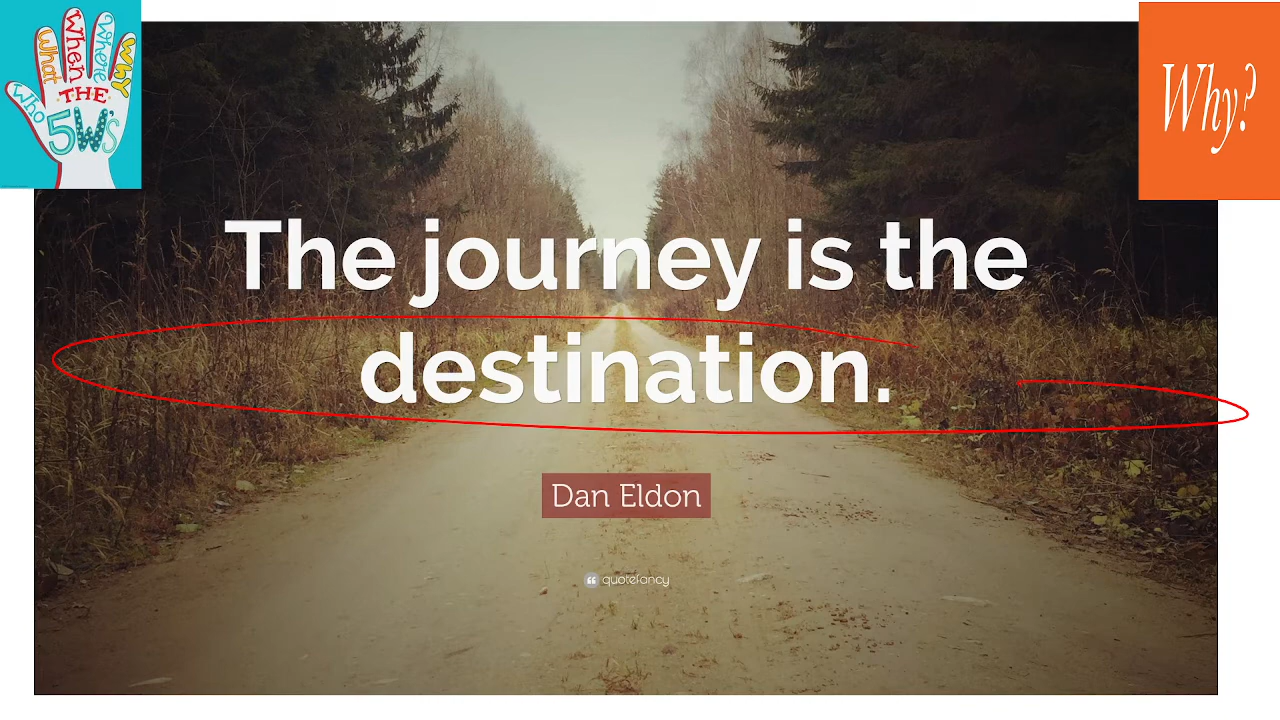 Who
What
When
Where
Why
THE
5W's
Why?
The journey is the
destination.
Dan Eldon
quotefancy